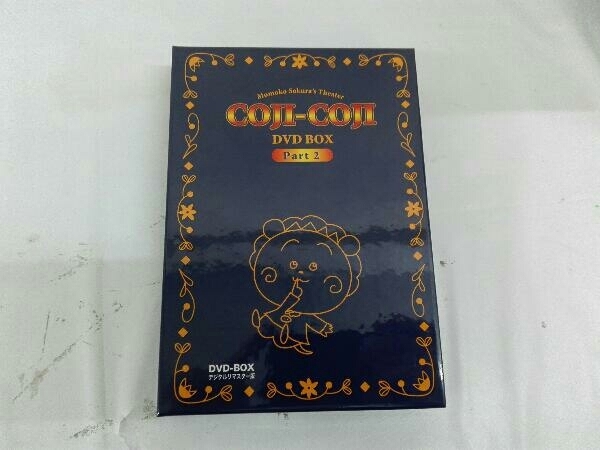 Momoko Sakura's Theater
COJI-COJI
DVD BOX
Part 2
DVD-BOX
デジタルリマスター版